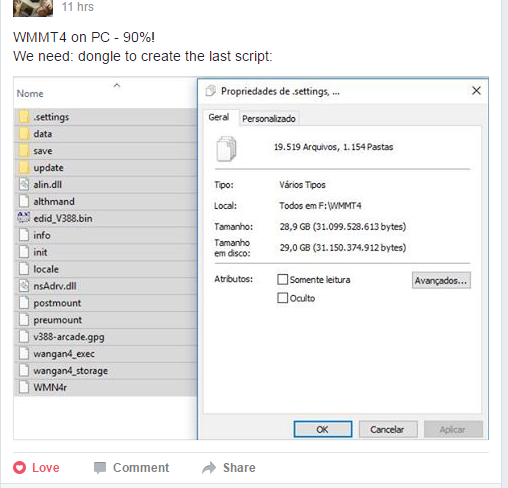 11 hrs
WMMT4 on PC - 90%!
We need: dongle to create the last script:
Nome
.settings
data
save
update
alin.dll
althmand
edid_V388.bin
info
init
locale
nsAdrv.dll
postmount
preumount
v388-arcade.gpg
wangan4_exec
wangan4_storage
WMN4r
Propriedades de .settings, ...
Geral
Personalizado
19.519 Arquivos, 1.154 Pastas
Tipo: Vários Tipos
Local: Todos em F:\WMMT4
Tamanho: 28,9 GB (31.099.528.613 bytes)
Tamanho em disco: 29,0 GB (31.150.374.912 bytes)
Atributos: Somente leitura Avançados...
Oculto
OK Cancelar Aplicar
Love Comment Share